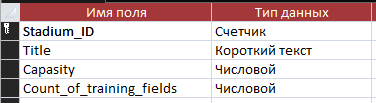 Имя поля Тип данных
Stadium_ID Счетчик
Title Короткий текст
Capasity Числовой
Count_of_training_fields Числовой